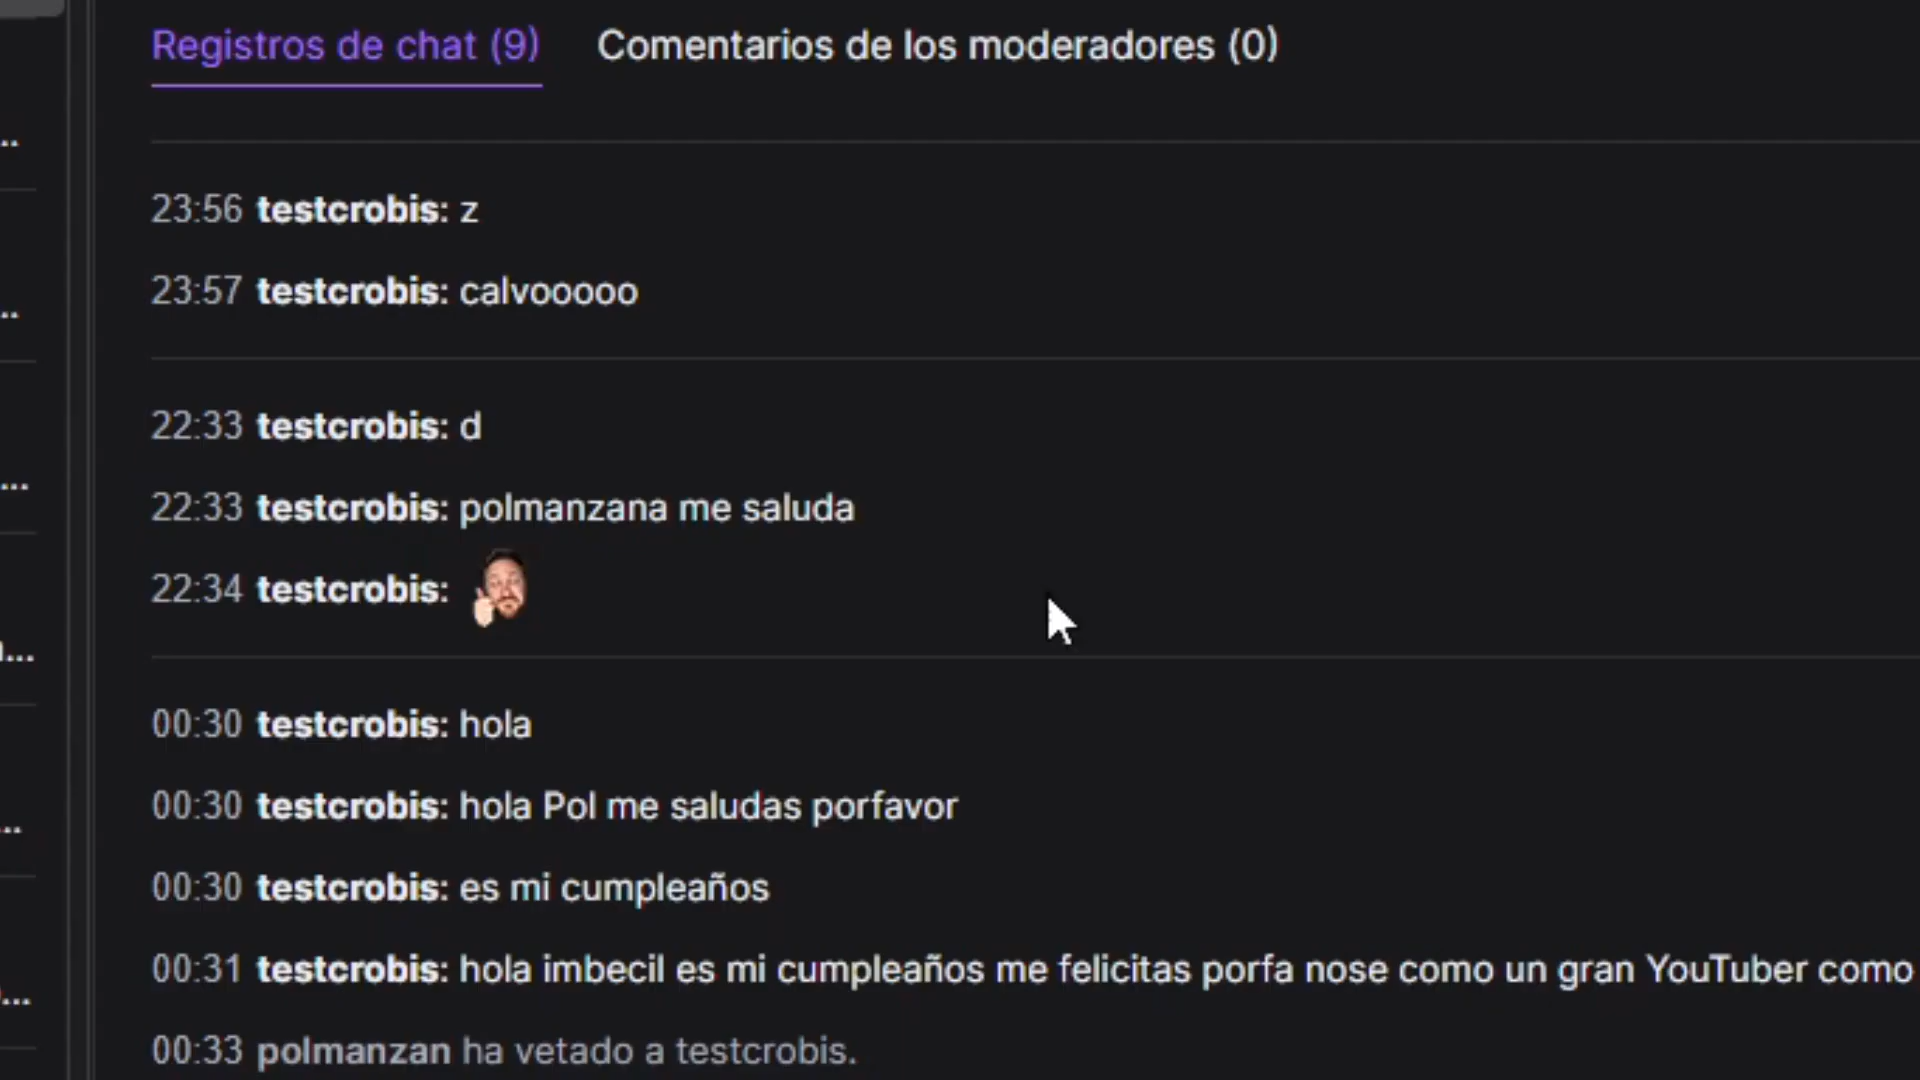 Registros de chat (9) Comentarios de los moderadores (0)
23:56 testcrobis: z
23:57 testcrobis: calvooooo
22:33 testcrobis: d
22:33 testcrobis: polmanzana me saluda
22:34 testcrobis:
00:30 testcrobis: hola
00:30 testcrobis: hola Pol me saludas porfavor
00:30 testcrobis: es mi cumpleaños
00:31 testcrobis: hola imbecil es mi cumpleaños me felicitas porfa nose como un gran YouTuber como
00:33 polmanzan ha vetado a testcrobis.